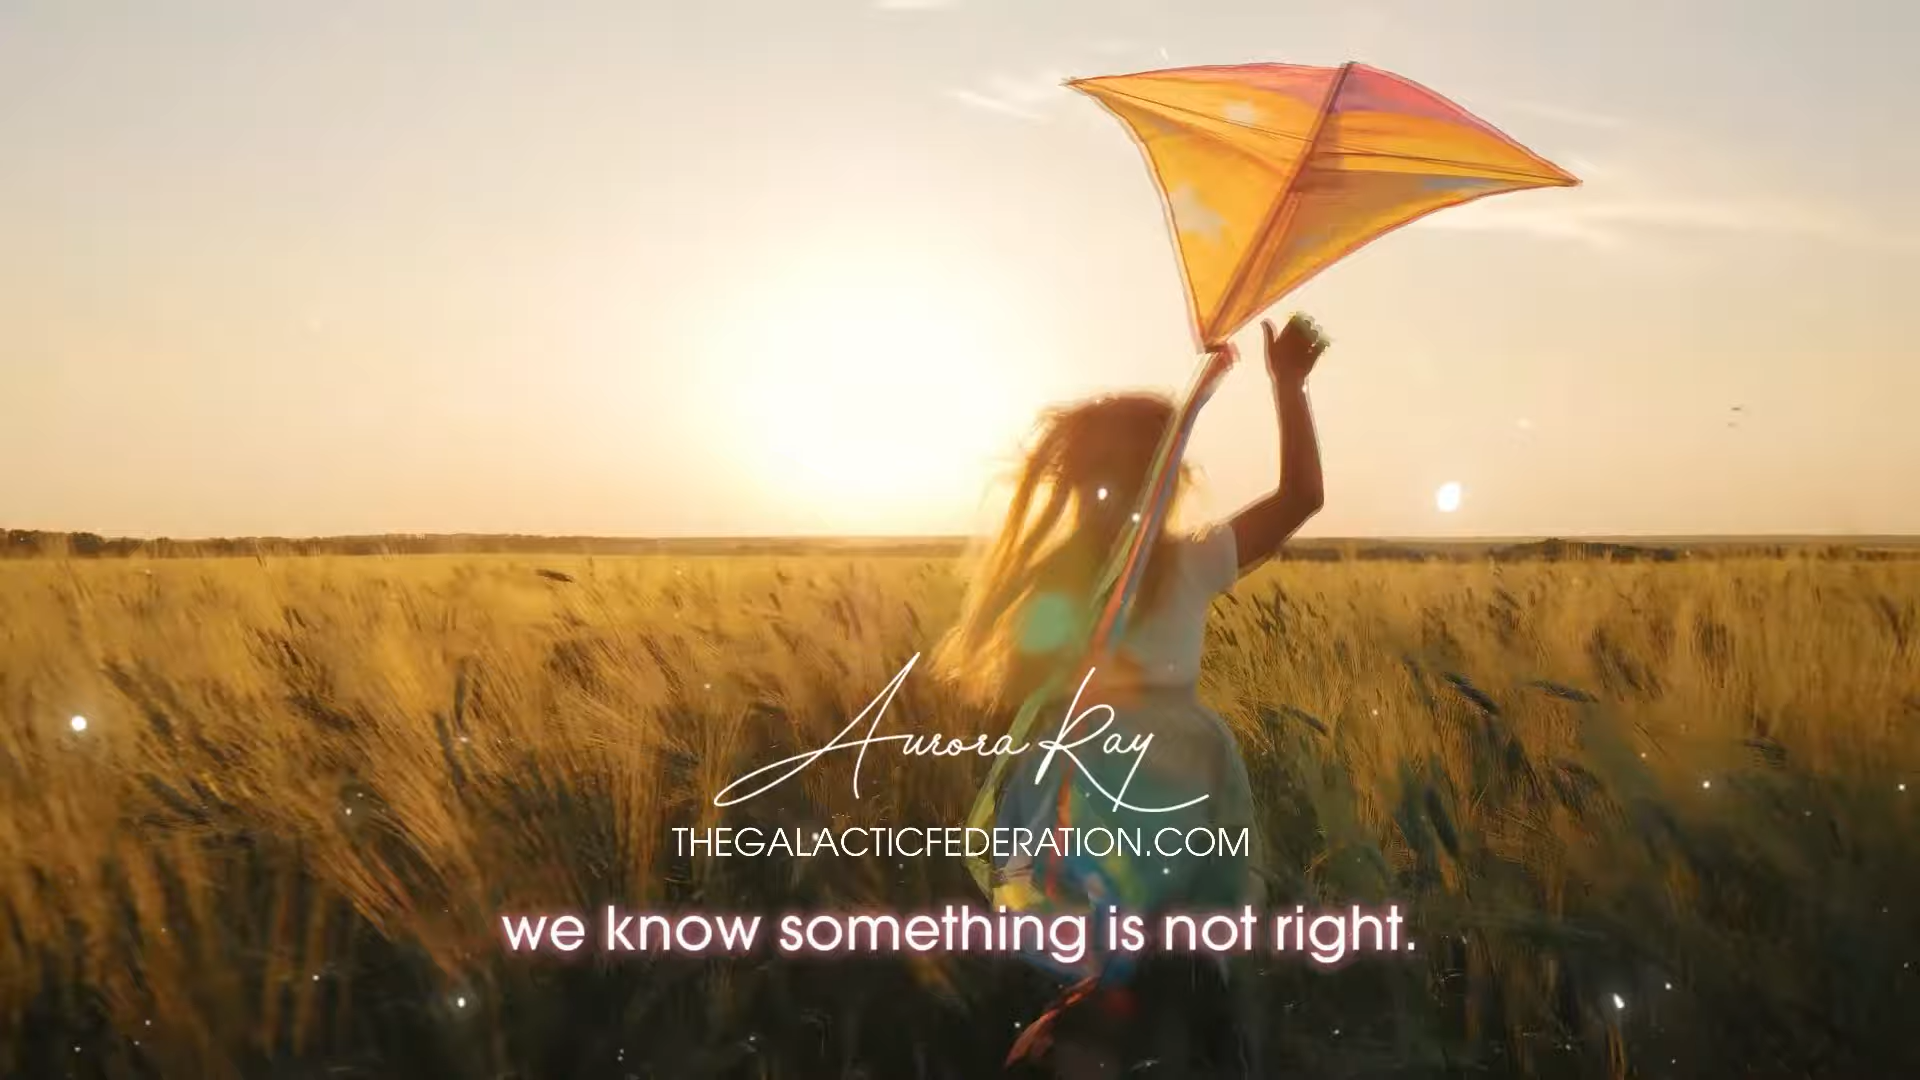 Aurora Ray
THEGALACTICFEDERATION.COM
we know something is not right.